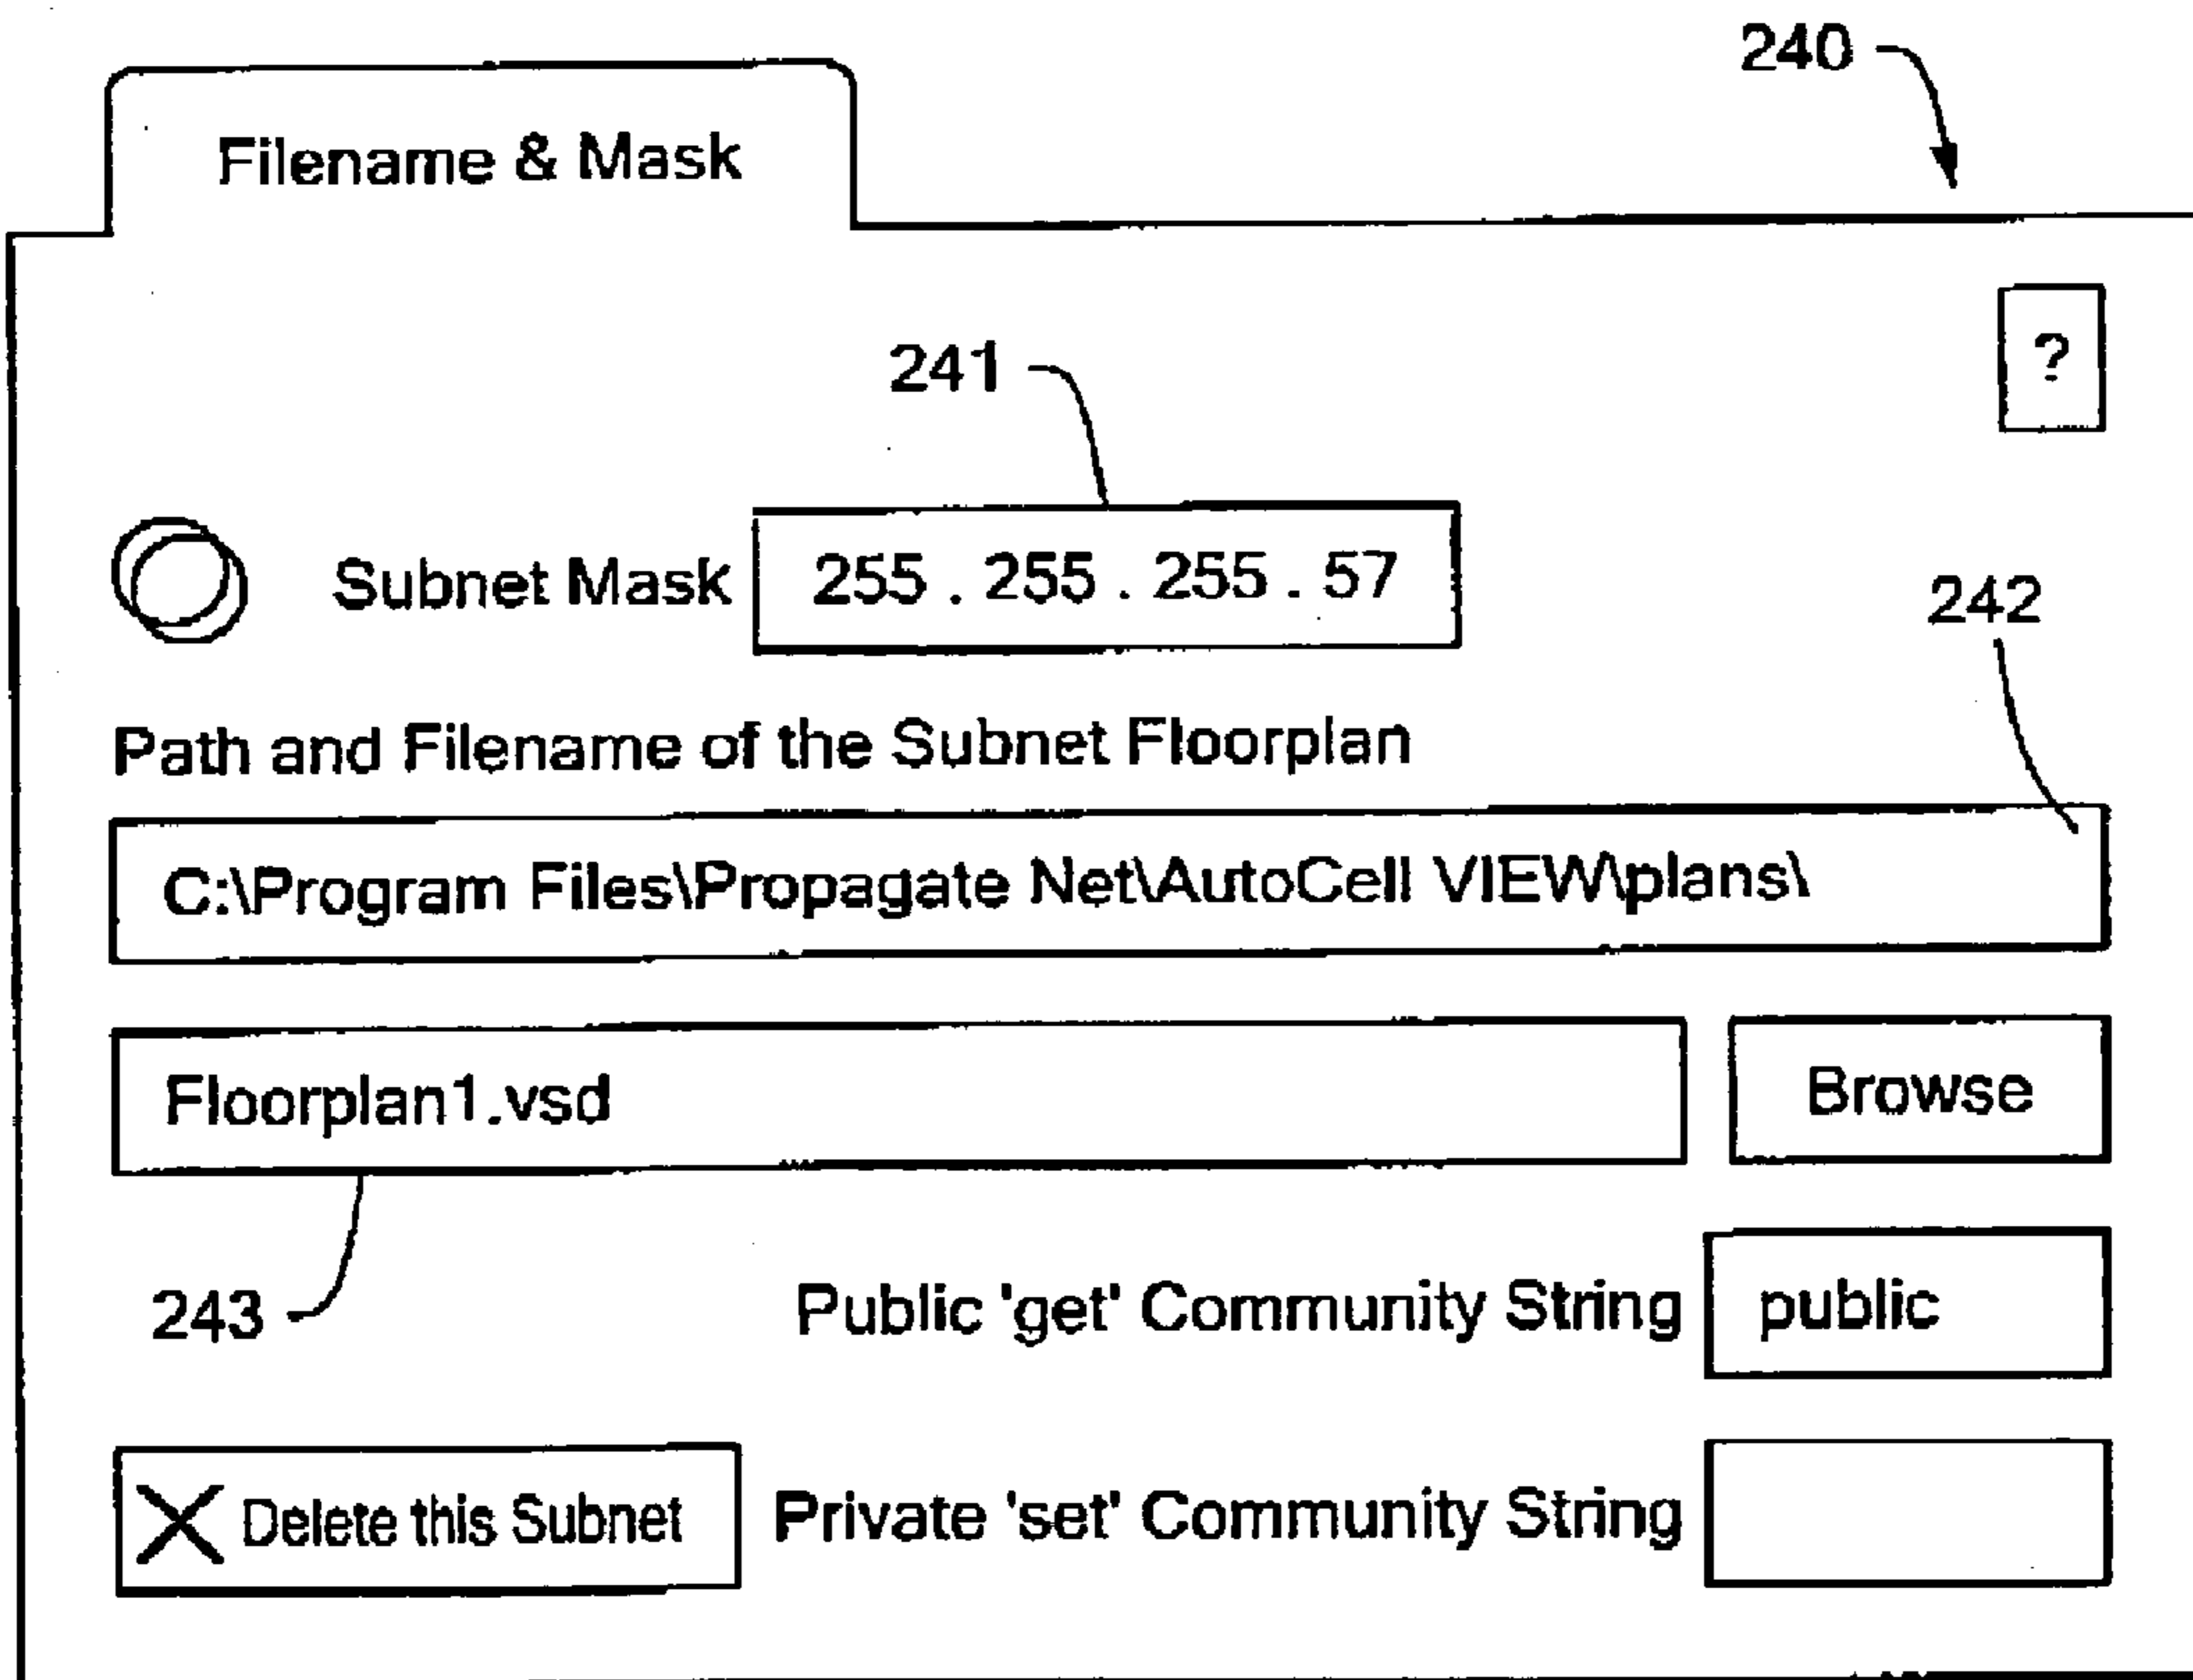 240
Filename & Mask
?
241
Subnet Mask 255 . 255 . 255 . 57
242
Path and Filename of the Subnet Floorplan
C:\Program Files\Propagate Net\AutoCell VIEW\plans\
Floorplan1.vsd Browse
243 Public 'get' Community String public
X Delete this Subnet Private 'set' Community String